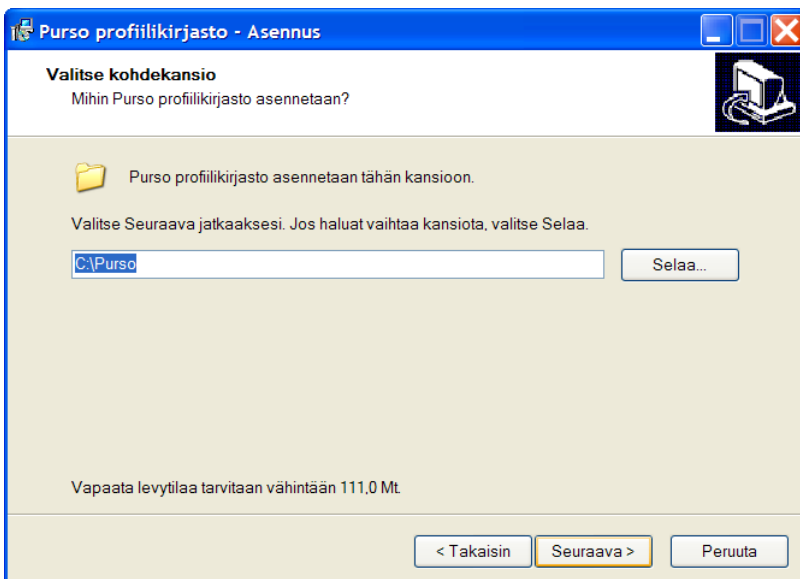 Purso profiilikirjasto - Asennus
Valitse kohdekansio
Mihin Purso profiilikirjasto asennetaan?
Purso profiilikirjasto asennetaan tähän kansioon.
Valitse Seuraava jatkaaksesi. Jos haluat vaihtaa kansiota, valitse Selaa.
C:\Purso
Selaa...
Vapaata levytilaa tarvitaan vähintään 111,0 Mt.
< Takaisin
Seuraava >
Peruuta